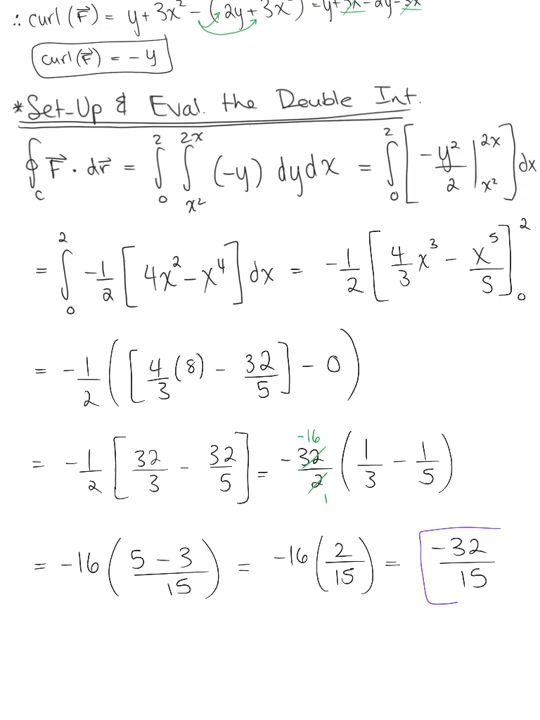 ∴ curl(F⃗) = y + 3x² − (2y + 3x²) = y + 3x² − 2y − 3x²
curl(F⃗) = −y
*Set-Up & Eval. the Double Int.
∮_C F⃗ · dr⃗ = ∫₀² ∫_{x²}^{2x} (−y) dydx = ∫₀² [ −y²/2 |_{x²}^{2x} ] dx
= ∫₀² −1/2 [4x² − x⁴] dx = −1/2 [ 4/3 x³ − x⁵/5 ]₀²
= −1/2 ( [ 4/3 (8) − 32/5 ] − 0 )
= −1/2 [ 32/3 − 32/5 ] = −32/2 ( 1/3 − 1/5 )
−16
1
= −16 ( (5 − 3)/15 ) = −16 ( 2/15 ) = −32/15